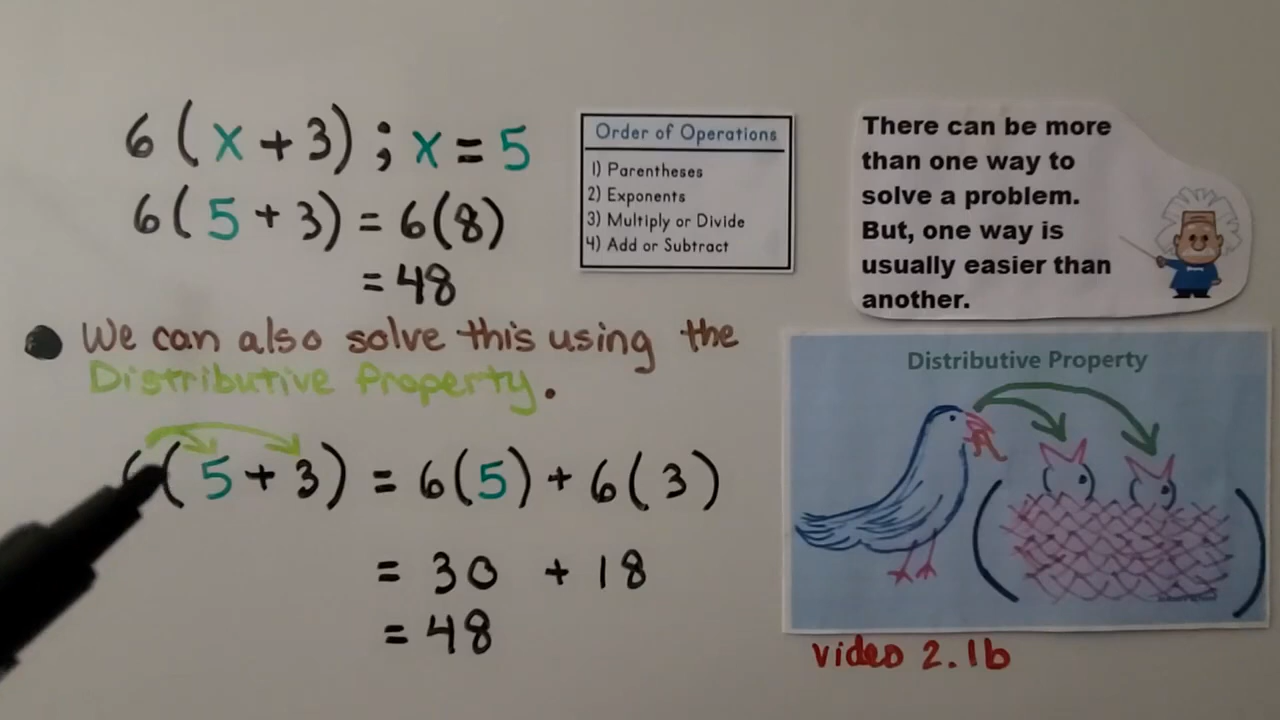 6(x+3); x=5
6(5+3) = 6(8)
= 48
Order of Operations
1) Parentheses
2) Exponents
3) Multiply or Divide
4) Add or Subtract
There can be more
than one way to
solve a problem.
But, one way is
usually easier than
another.
We can also solve this using the
Distributive Property.
6(5+3) = 6(5) + 6(3)
= 30 + 18
= 48
Distributive Property
video 2.1b